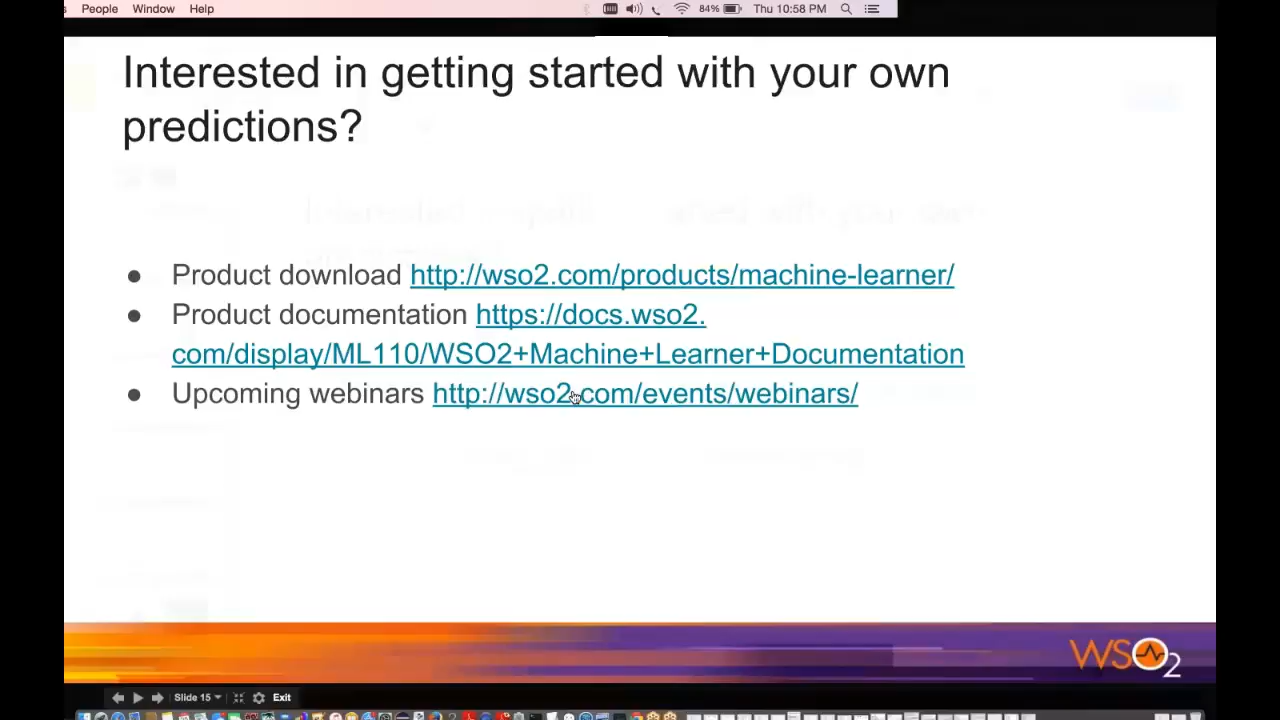 People Window Help 84% Thu 10:58 PM
Interested in getting started with your own
predictions?
● Product download http://wso2.com/products/machine-learner/
● Product documentation https://docs.wso2.
com/display/ML110/WSO2+Machine+Learner+Documentation
● Upcoming webinars http://wso2.com/events/webinars/
WSO2
Slide 15 Exit